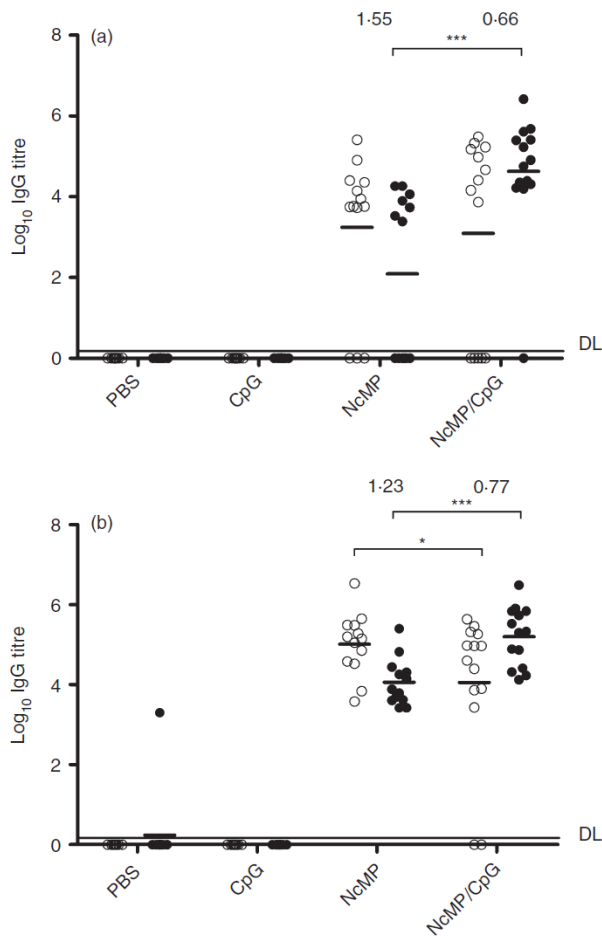 (a)
1·55 0·66
***
8
6
4
2
0
Log10 IgG titre
DL
PBS CpG NcMP NcMP/CpG
(b)
1·23 0·77
***
*
8
6
4
2
0
Log10 IgG titre
DL
PBS CpG NcMP NcMP/CpG